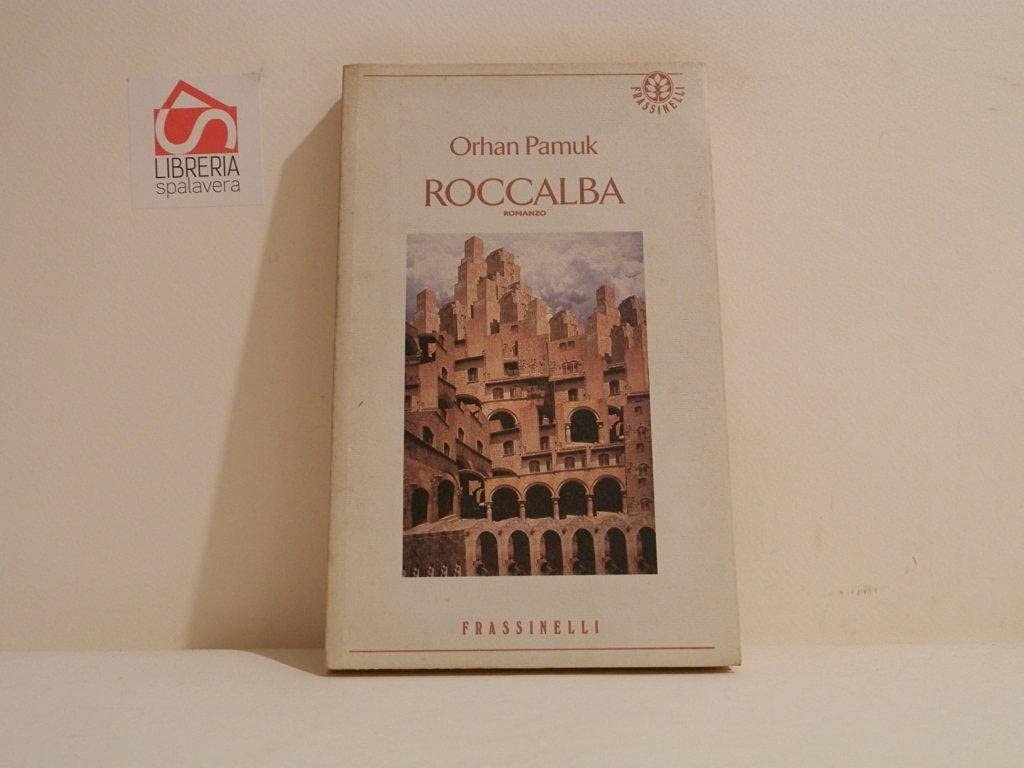 LIBRERIA
spalavera
FRASSINELLI
Orhan Pamuk
ROCCALBA
ROMANZO
FRASSINELLI